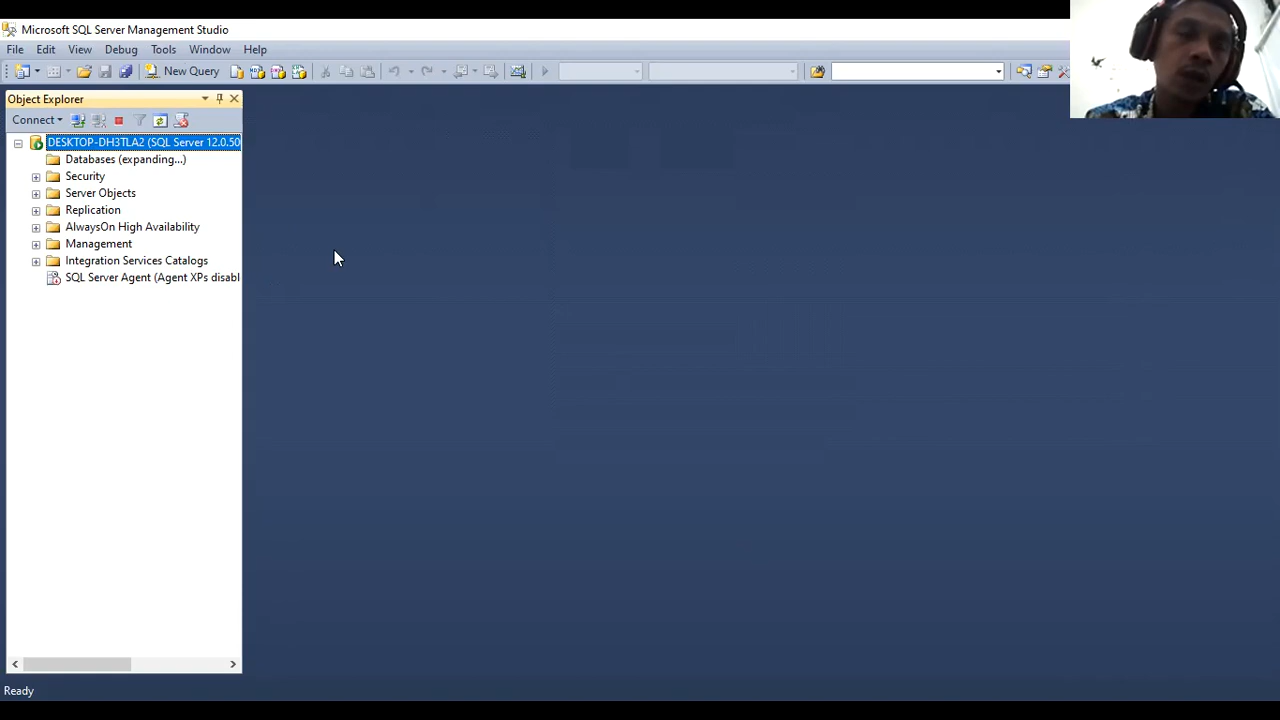 Microsoft SQL Server Management Studio
File Edit View Debug Tools Window Help
New Query
Object Explorer
Connect
DESKTOP-DH3TLA2 (SQL Server 12.0.50
Databases (expanding...)
Security
Server Objects
Replication
AlwaysOn High Availability
Management
Integration Services Catalogs
SQL Server Agent (Agent XPs disabl
Ready